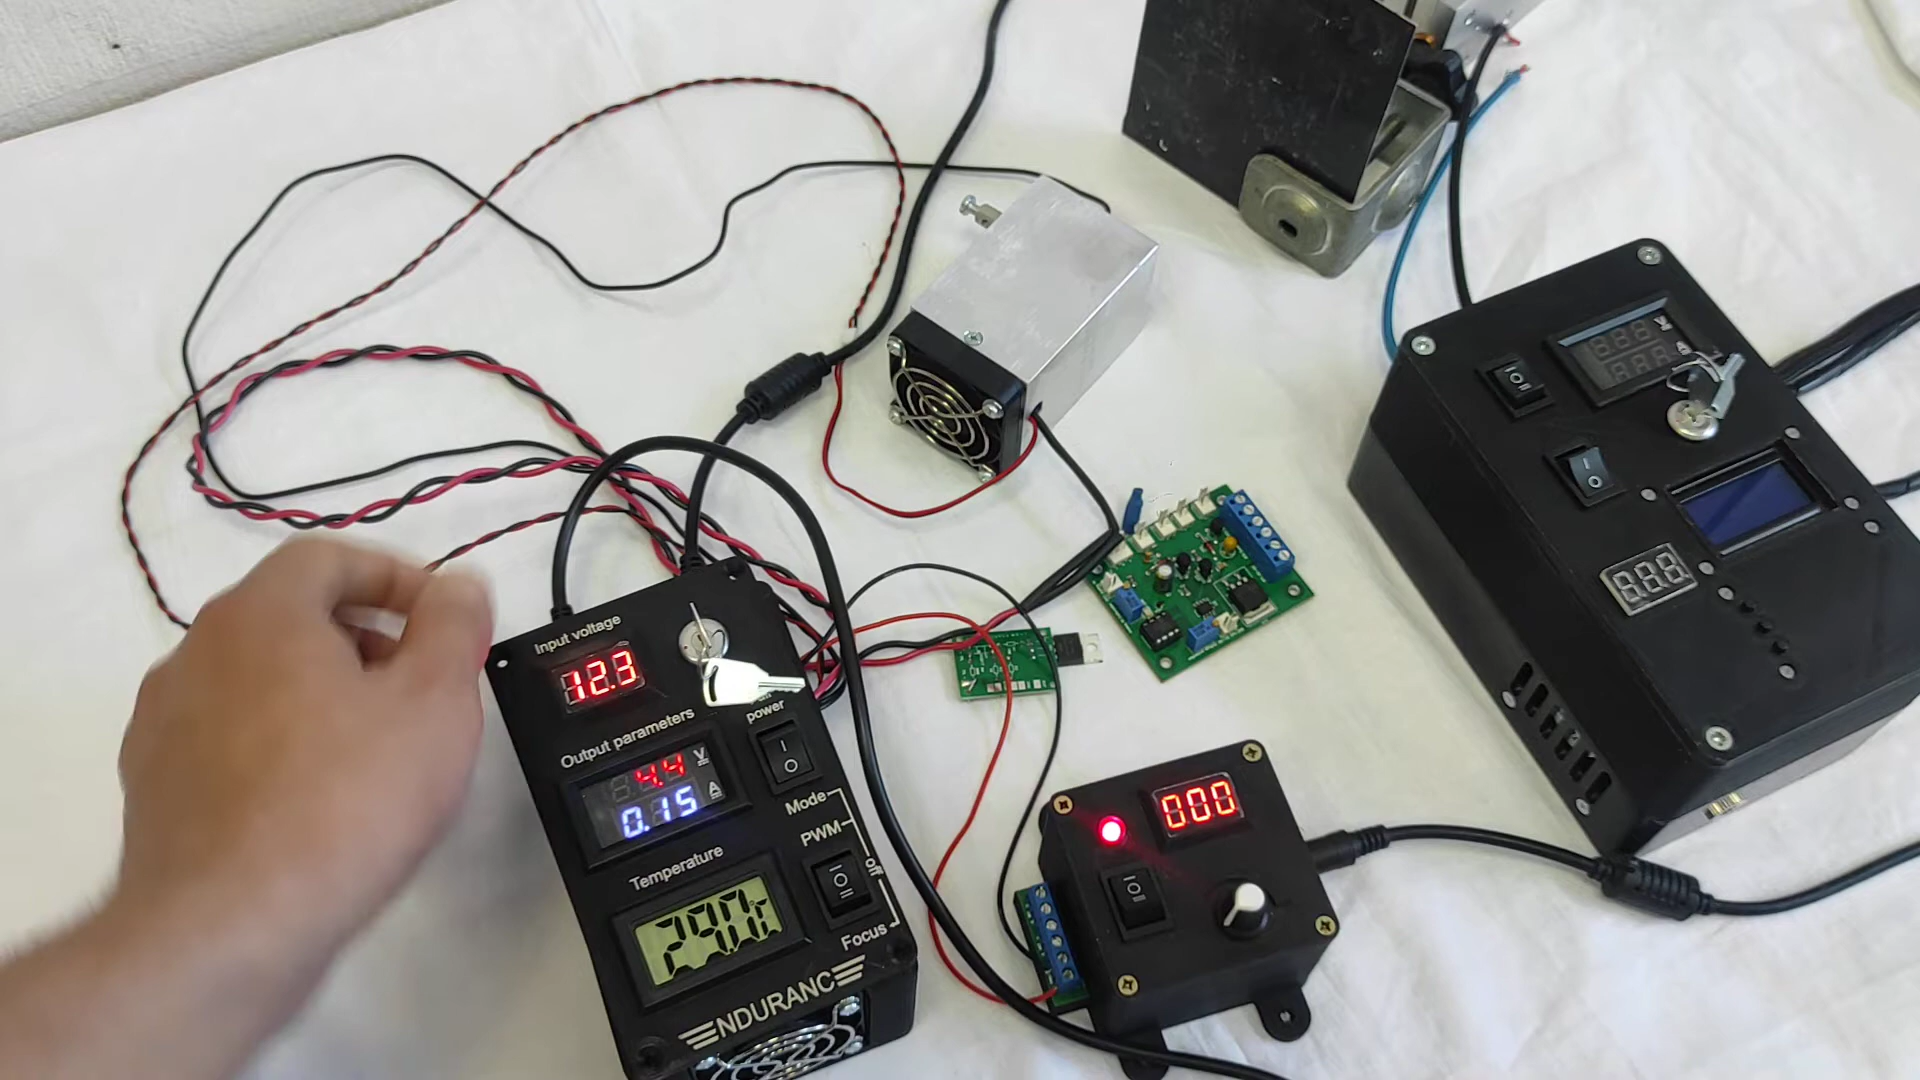 Input voltage
12.3
power
Output parameters
4.4 V
0.15 A
Mode
PWM
off
Temperature
29.0°C
Focus
ENDURANCE
000